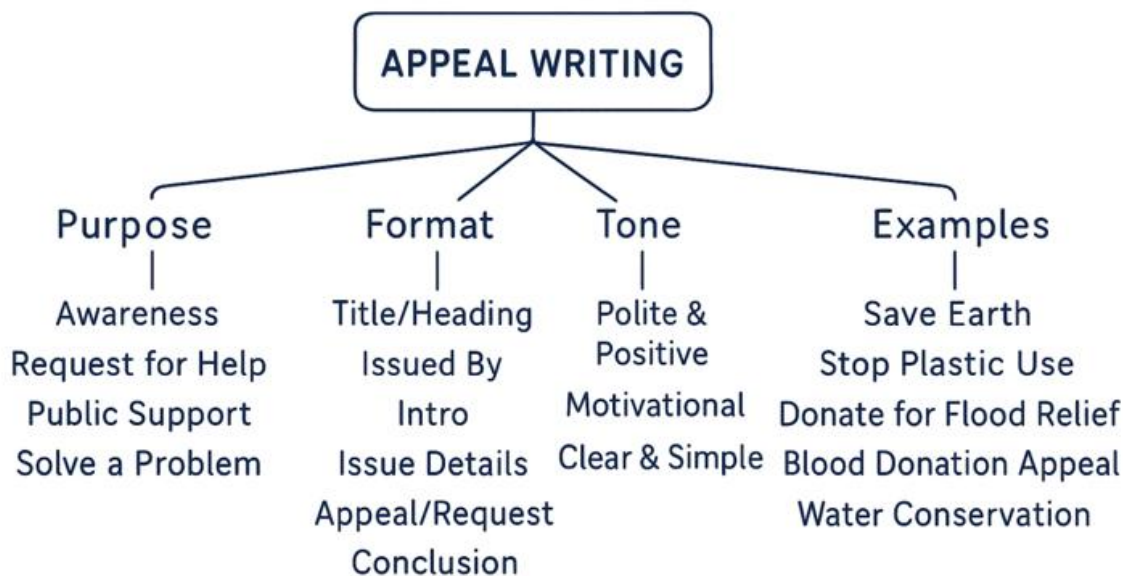 APPEAL WRITING
Purpose
Awareness
Request for Help
Public Support
Solve a Problem
Format
Title/Heading
Issued By
Intro
Issue Details
Appeal/Request
Conclusion
Tone
Polite &
Positive
Motivational
Clear & Simple
Examples
Save Earth
Stop Plastic Use
Donate for Flood Relief
Blood Donation Appeal
Water Conservation